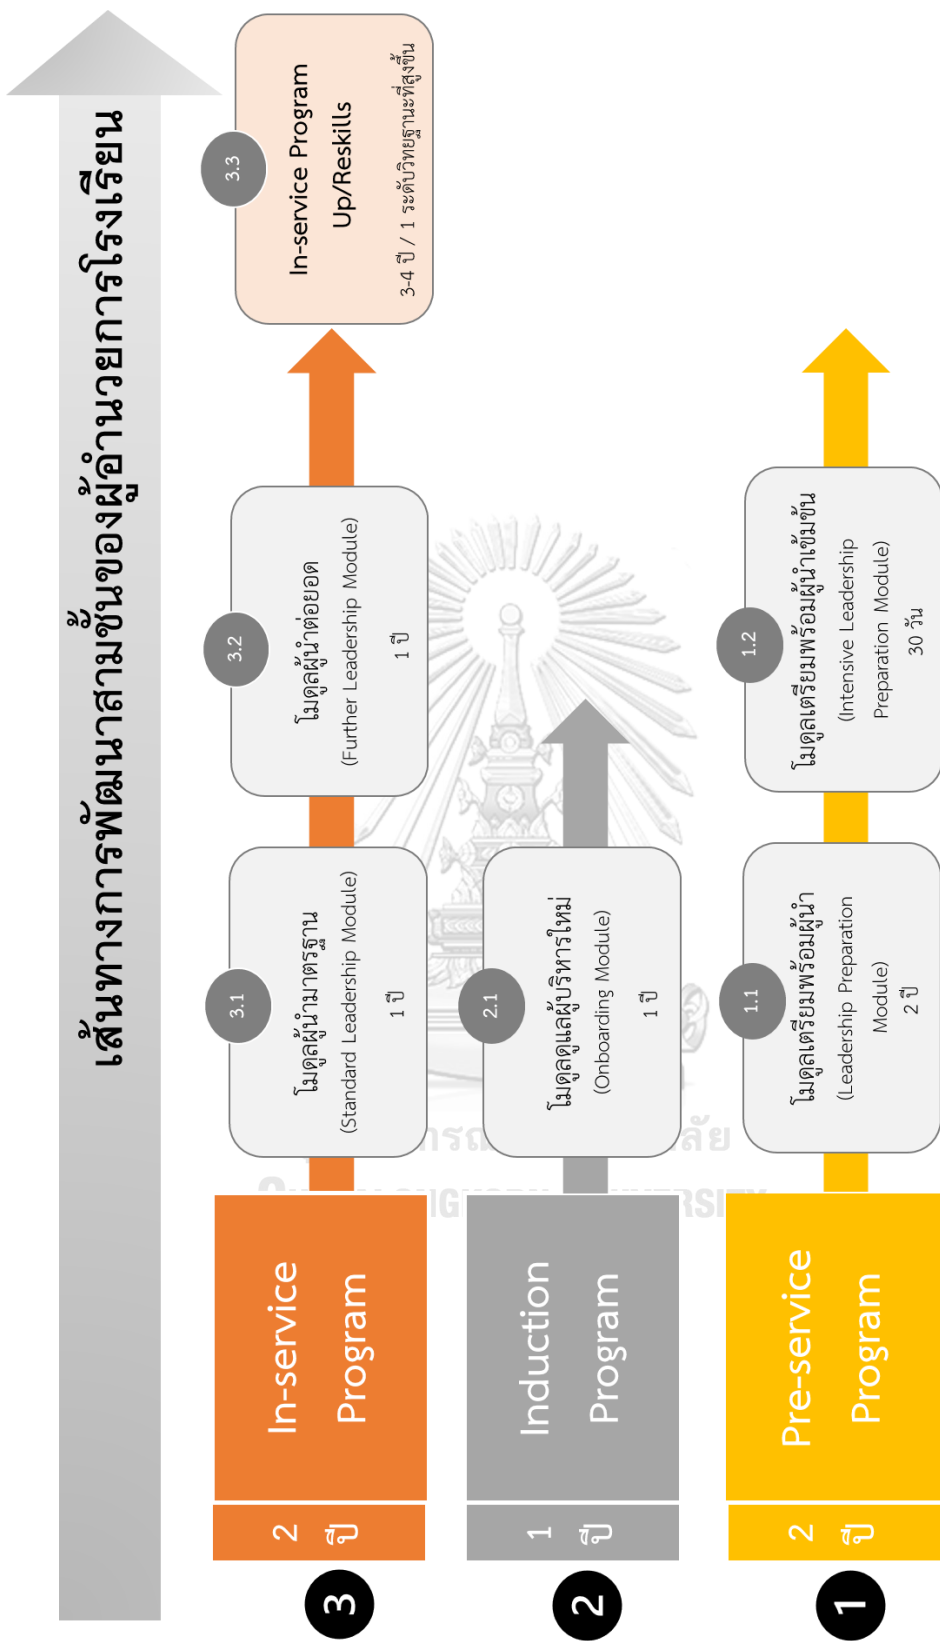 เส้นทางการพัฒนาสามชั้นของผู้อำนวยการโรงเรียน
3
2
ปี
In-service
Program
3.1
โมดูลผู้นำมาตรฐาน
(Standard Leadership Module)
1 ปี
3.2
โมดูลผู้นำต่อยอด
(Further Leadership Module)
1 ปี
3.3
In-service Program
Up/Reskills
3-4 ปี / 1 ระดับวิทยฐานะที่สูงขึ้น
2
1
ปี
Induction
Program
2.1
โมดูลดูแลผู้บริหารใหม่
(Onboarding Module)
1 ปี
1
2
ปี
Pre-service
Program
1.1
โมดูลเตรียมพร้อมผู้นำ
(Leadership Preparation
Module)
2 ปี
1.2
โมดูลเตรียมพร้อมผู้นำเข้มข้น
(Intensive Leadership
Preparation Module)
30 วัน